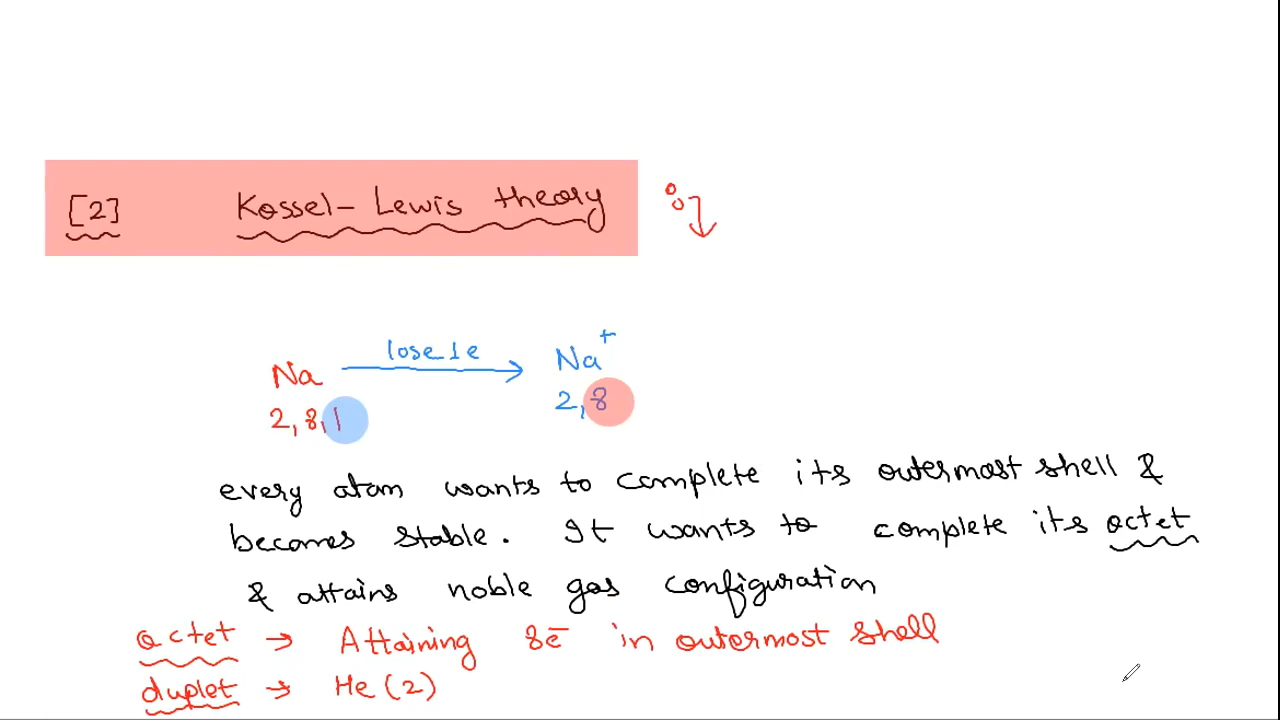 [2] Kossel-Lewis theory
lose 1e
Na → Na⁺
2, 8, 1 2, 8
every atom wants to complete its outermost shell &
becomes stable. It wants to complete its octet
& attains noble gas configuration
octet → Attaining 8e⁻ in outermost shell
duplet → He (2)